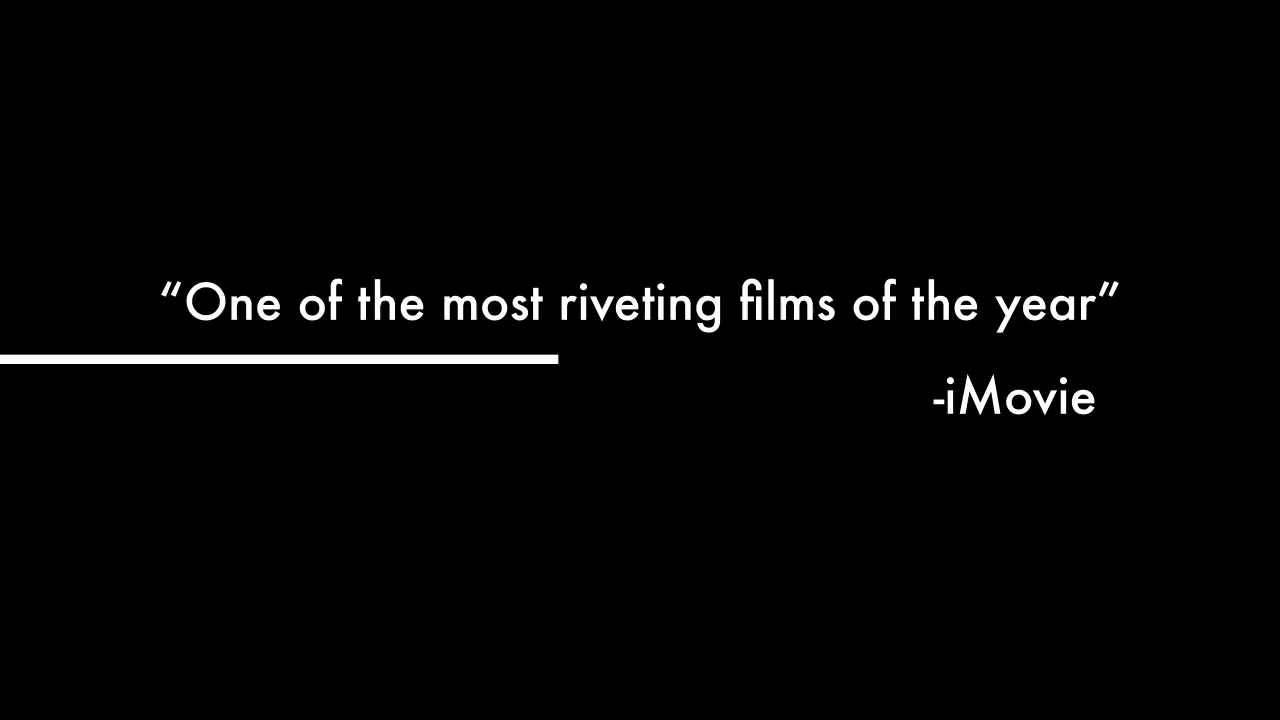 “One of the most riveting films of the year”
-iMovie